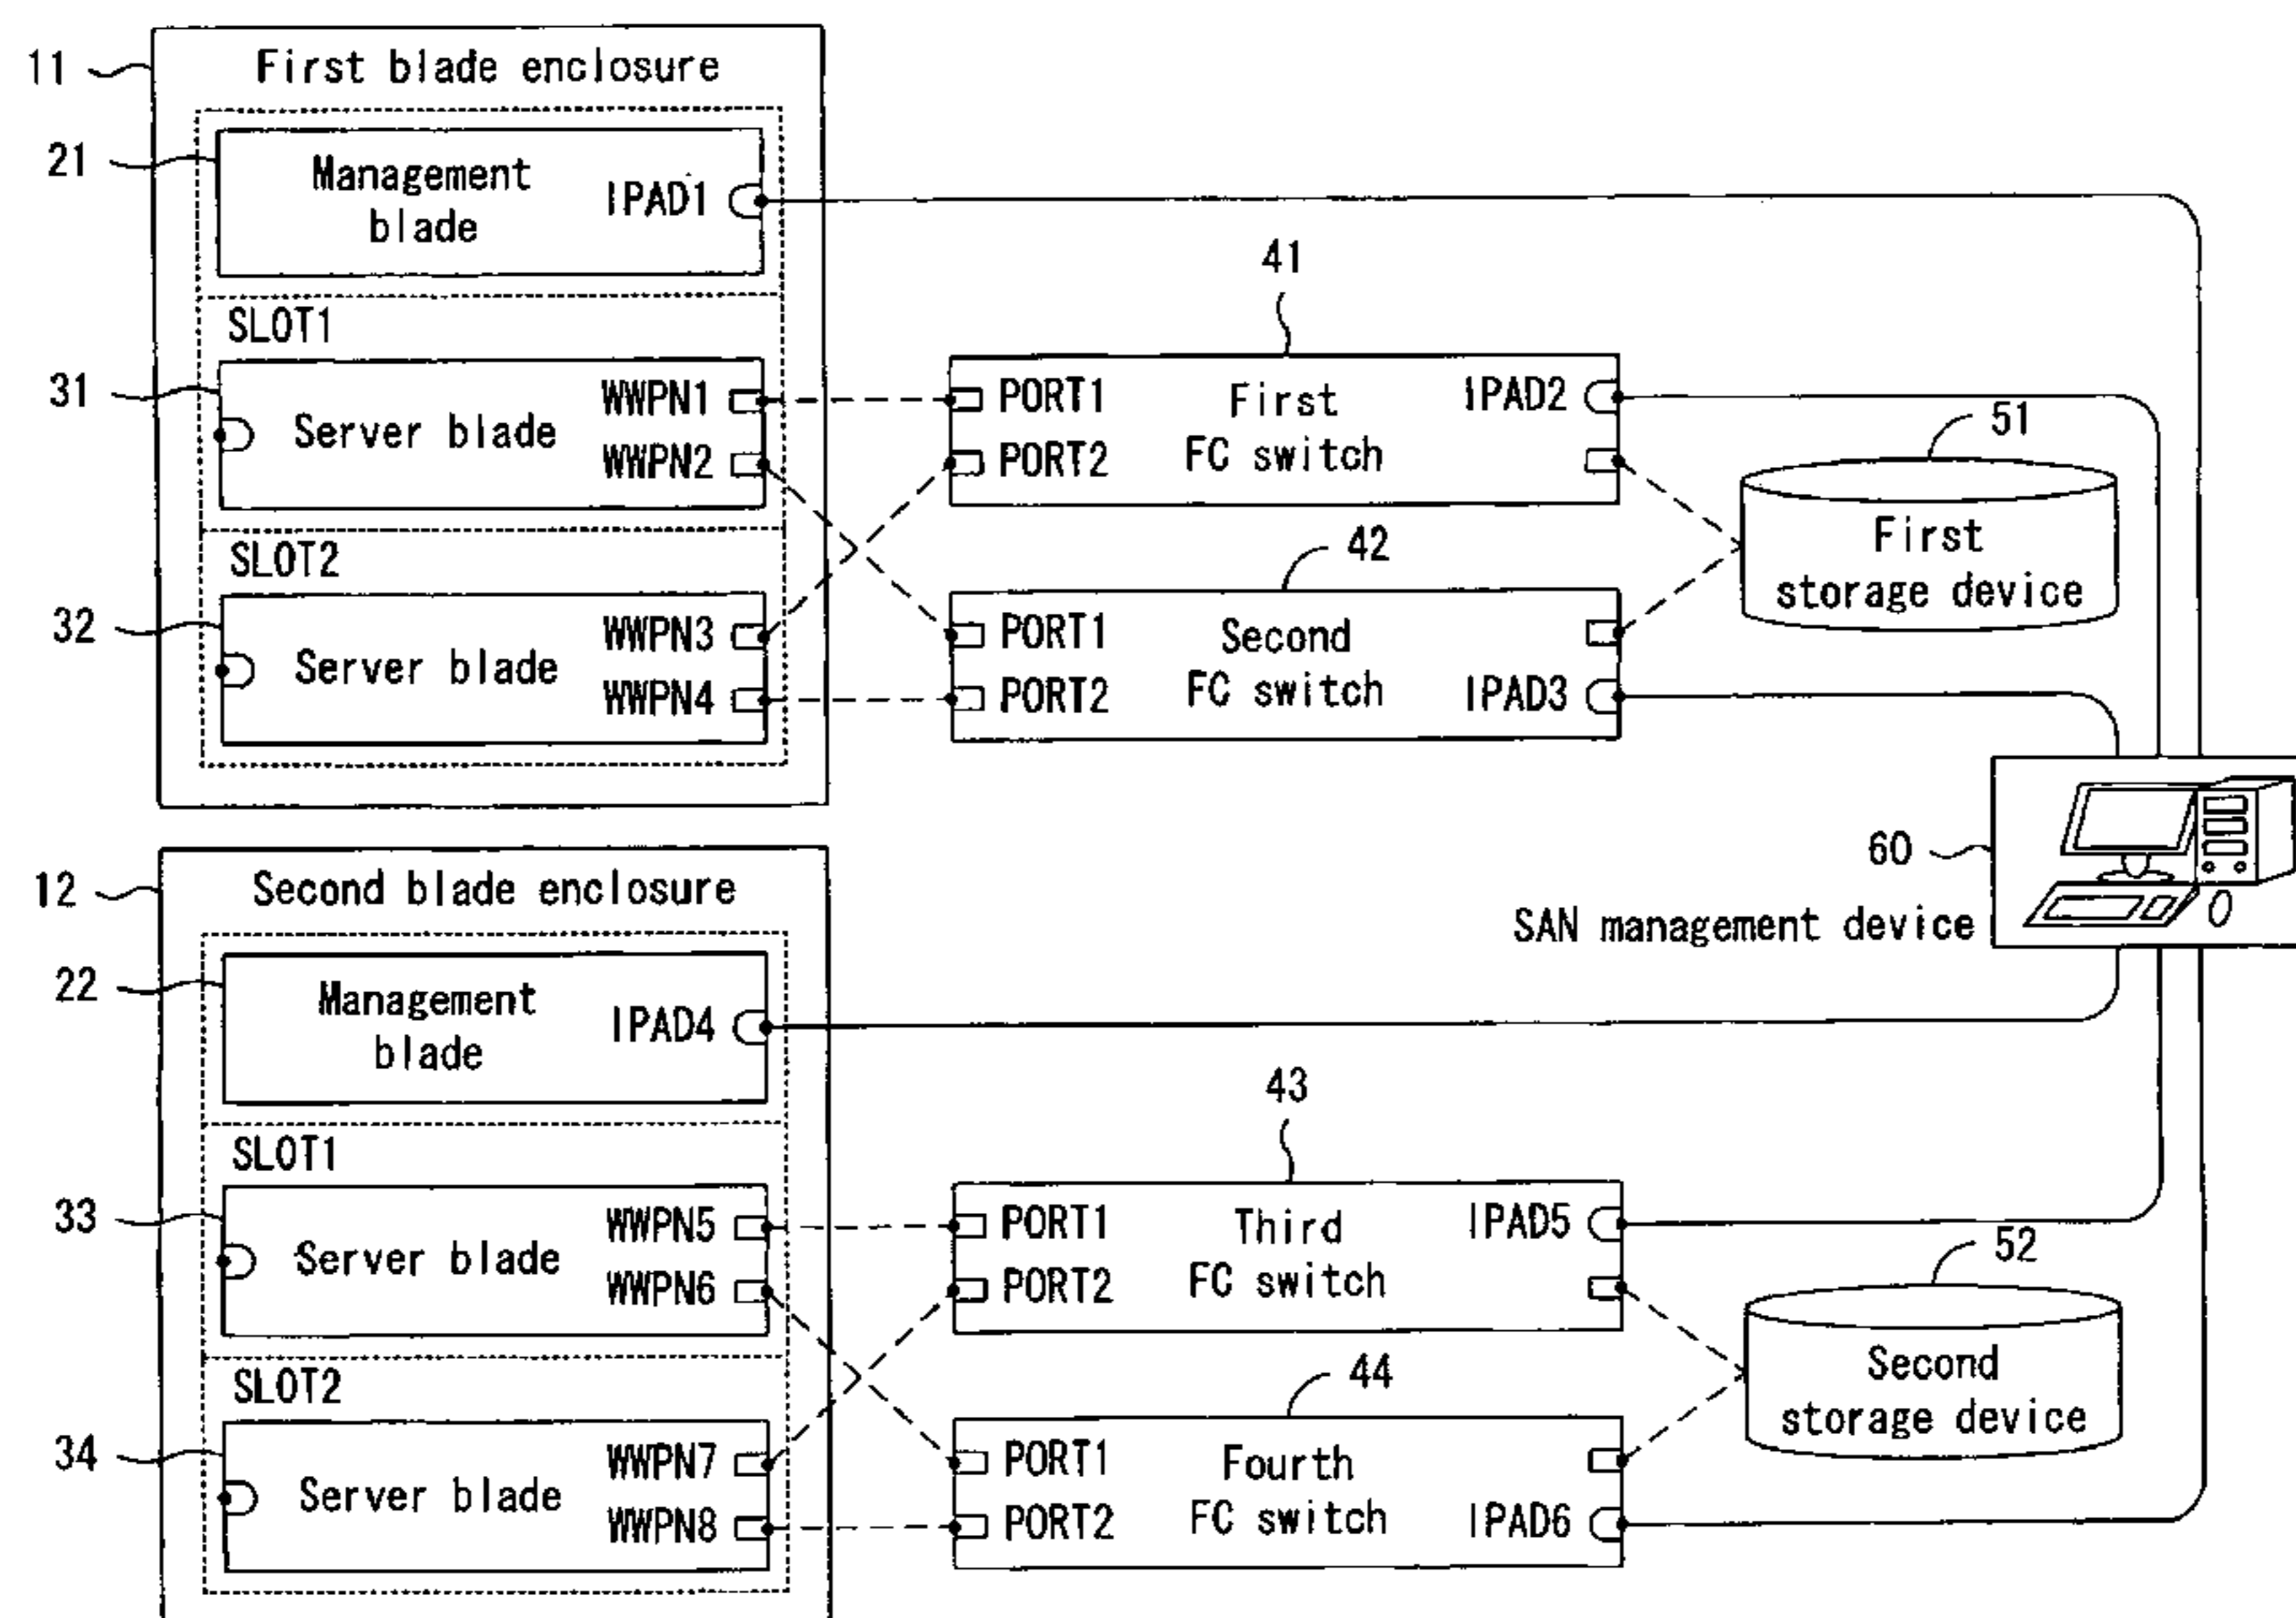 11
First blade enclosure
21
Management
blade
IPAD1
SLOT1
31
Server blade
WWPN1
WWPN2
SLOT2
32
Server blade
WWPN3
WWPN4
41
PORT1
PORT2
First
FC switch
IPAD2
42
PORT1
PORT2
Second
FC switch
IPAD3
51
First
storage device
60
SAN management device
12
Second blade enclosure
22
Management
blade
IPAD4
SLOT1
33
Server blade
WWPN5
WWPN6
SLOT2
34
Server blade
WWPN7
WWPN8
43
PORT1
PORT2
Third
FC switch
IPAD5
44
PORT1
PORT2
Fourth
FC switch
IPAD6
52
Second
storage device